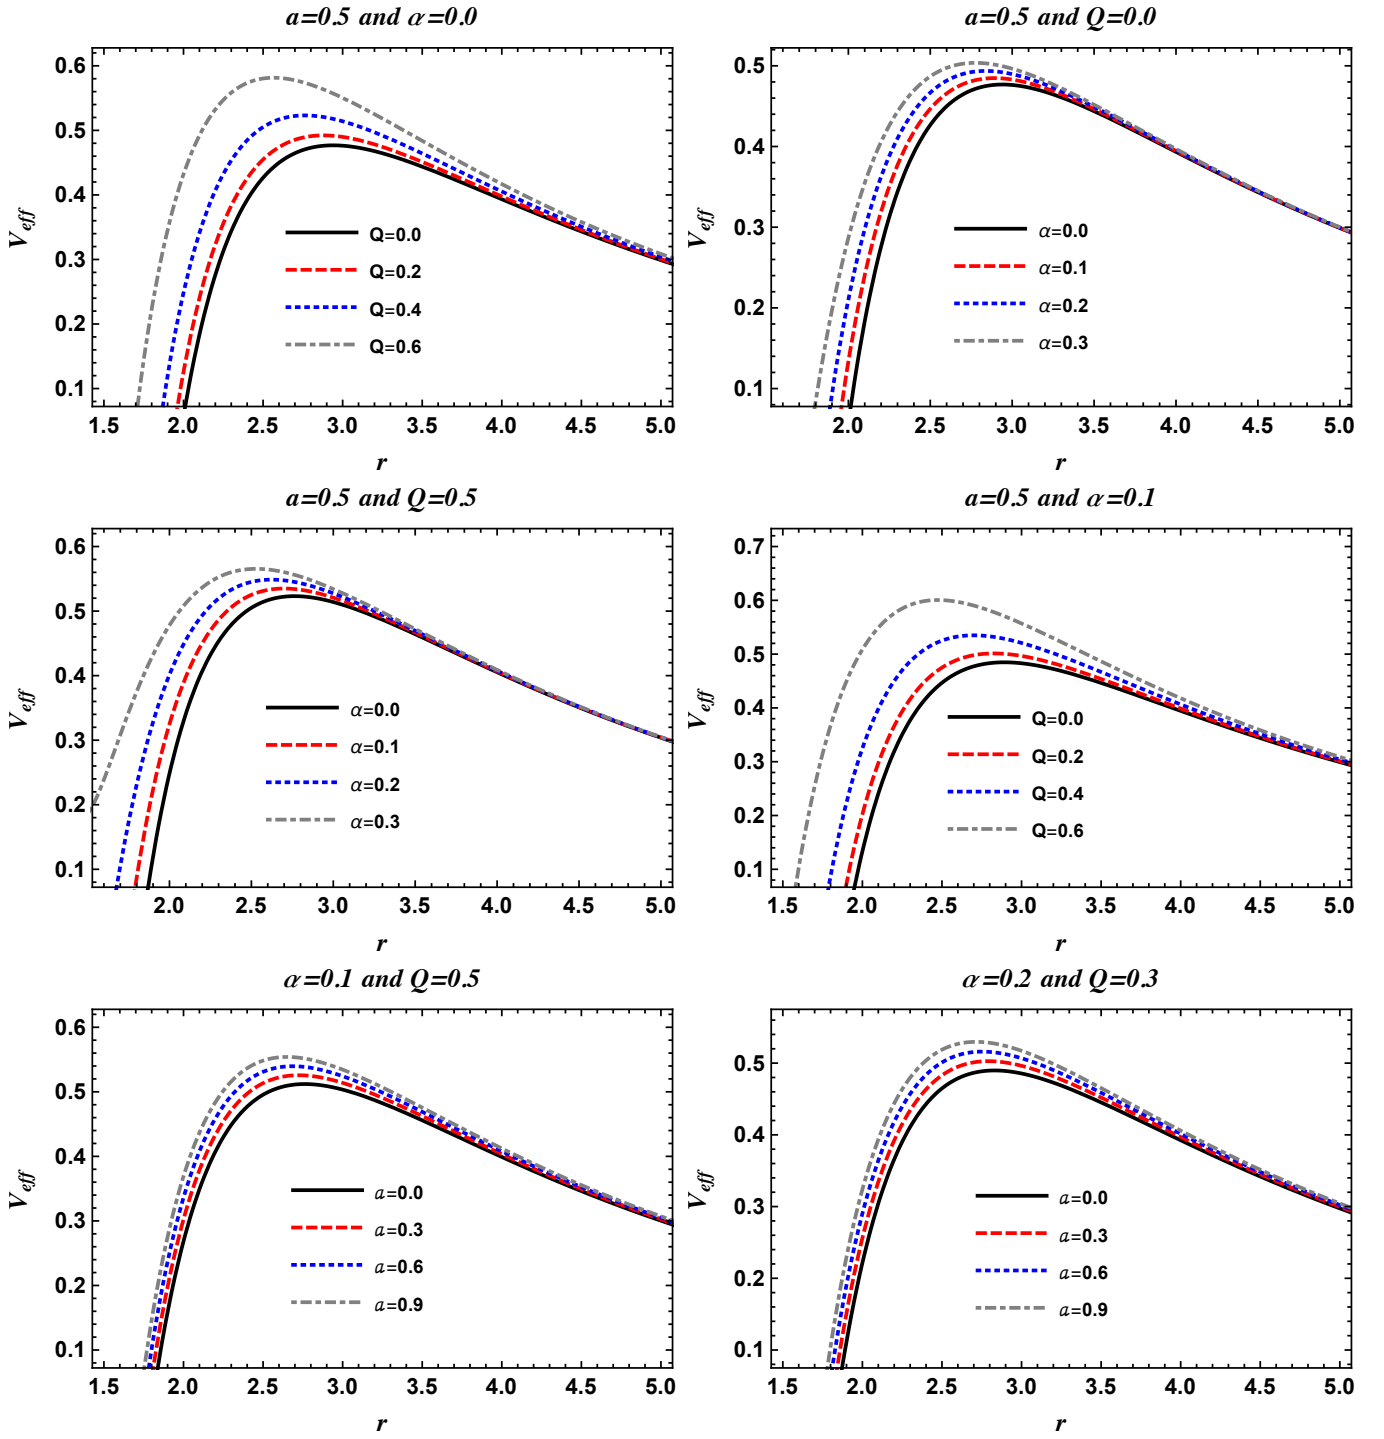 a=0.5 and α=0.0
0.6
0.5
0.4
0.3
0.2
0.1
V_eff
Q=0.0
Q=0.2
Q=0.4
Q=0.6
1.5 2.0 2.5 3.0 3.5 4.0 4.5 5.0
r
a=0.5 and Q=0.0
0.5
0.4
0.3
0.2
0.1
V_eff
α=0.0
α=0.1
α=0.2
α=0.3
2.0 2.5 3.0 3.5 4.0 4.5 5.0
r
a=0.5 and Q=0.5
0.6
0.5
0.4
0.3
0.2
0.1
V_eff
α=0.0
α=0.1
α=0.2
α=0.3
2.0 2.5 3.0 3.5 4.0 4.5 5.0
r
a=0.5 and α=0.1
0.7
0.6
0.5
0.4
0.3
0.2
0.1
V_eff
Q=0.0
Q=0.2
Q=0.4
Q=0.6
1.5 2.0 2.5 3.0 3.5 4.0 4.5 5.0
r
α=0.1 and Q=0.5
0.6
0.5
0.4
0.3
0.2
0.1
V_eff
a=0.0
a=0.3
a=0.6
a=0.9
1.5 2.0 2.5 3.0 3.5 4.0 4.5 5.0
r
α=0.2 and Q=0.3
0.5
0.4
0.3
0.2
0.1
V_eff
a=0.0
a=0.3
a=0.6
a=0.9
1.5 2.0 2.5 3.0 3.5 4.0 4.5 5.0
r